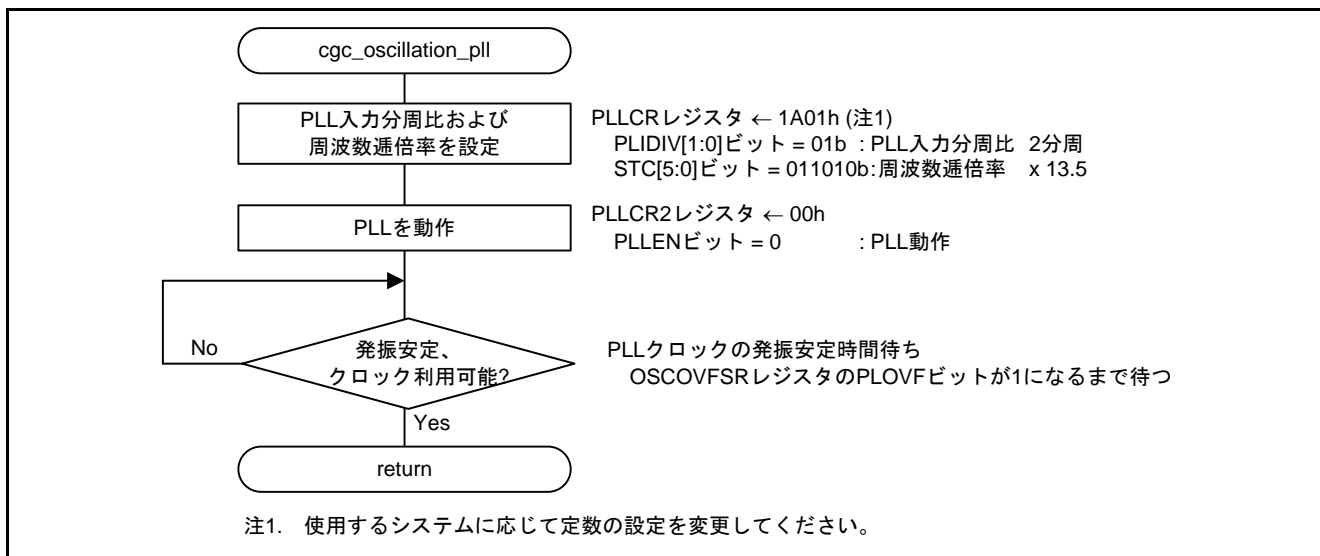 cgc_oscillation_pll
PLL入力分周比および
周波数逓倍率を設定
PLLCRレジスタ ← 1A01h (注1)
PLIDIV[1:0]ビット = 01b : PLL入力分周比 2分周
STC[5:0]ビット = 011010b:周波数逓倍率 x 13.5
PLLを動作
PLLCR2レジスタ ← 00h
PLLENビット = 0 : PLL動作
No
発振安定、
クロック利用可能?
PLLクロックの発振安定時間待ち
OSCOVFSRレジスタのPLOVFビットが1になるまで待つ
Yes
return
注1. 使用するシステムに応じて定数の設定を変更してください。